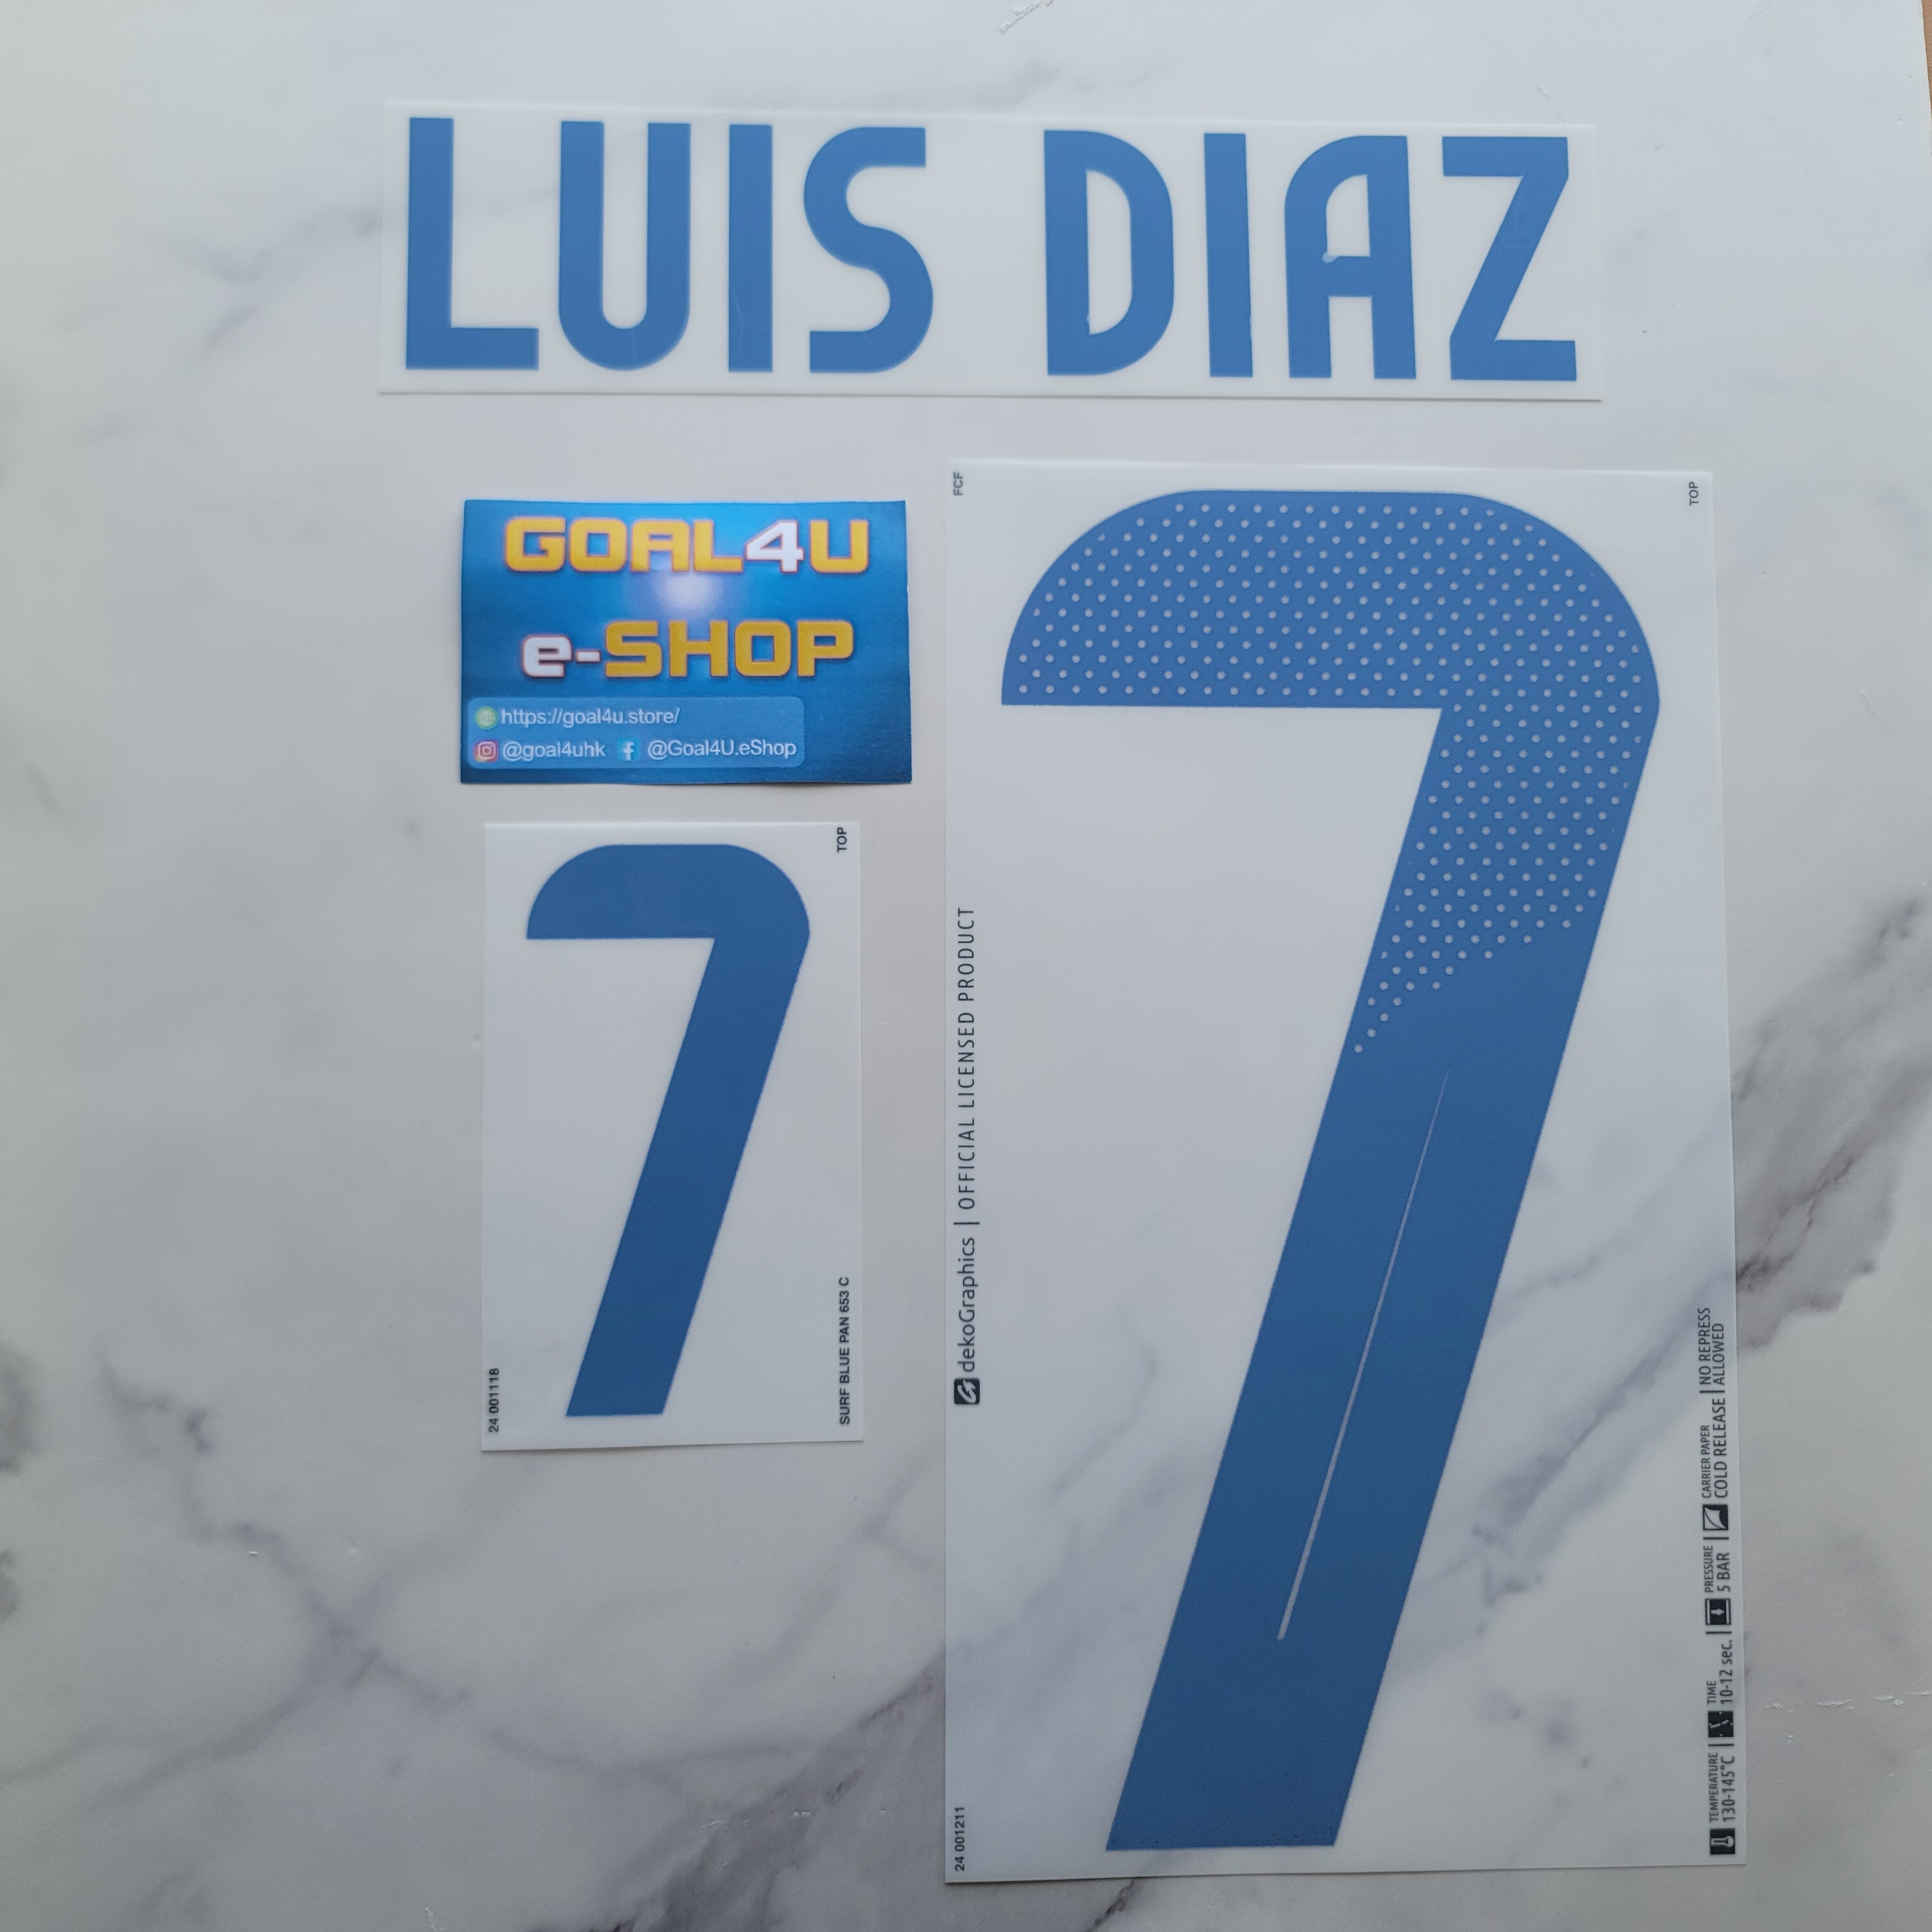 LUIS DIAZ
GOAL4U
e-SHOP
https://goal4u.store/
@goal4uhk @Goal4U.eShop
7
TOP
SURF BLUE PAN 653 C
24 001118
7
FCF
TOP
dekoGraphics | OFFICIAL LICENSED PRODUCT
24 001211
TEMPERATURE
130-145°C
TIME
10-12 sec.
PRESSURE
5 BAR
CARRIER PAPER
COLD RELEASE
NO REPRESS
ALLOWED